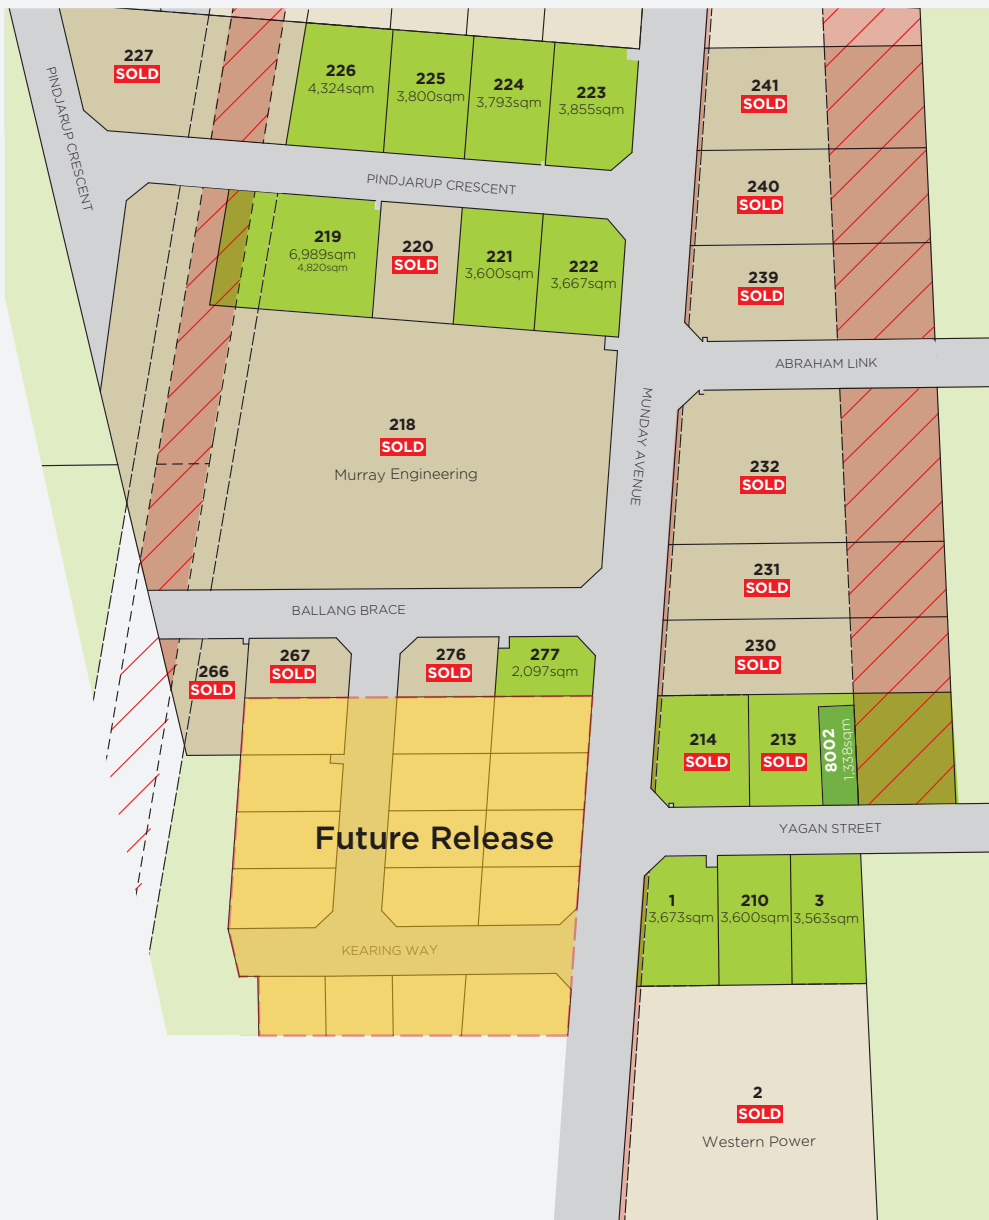 227
SOLD
226
4,324sqm
225
3,800sqm
224
3,793sqm
223
3,855sqm
241
SOLD
PINDJARUP CRESCENT
PINDJARUP CRESCENT
240
SOLD
219
6,989sqm
4,820sqm
220
SOLD
221
3,600sqm
222
3,667sqm
239
SOLD
ABRAHAM LINK
MUNDAY AVENUE
218
SOLD
Murray Engineering
232
SOLD
231
SOLD
BALLANG BRACE
230
SOLD
266
SOLD
267
SOLD
276
SOLD
277
2,097sqm
214
SOLD
213
SOLD
8002
1,338sqm
YAGAN STREET
Future Release
1
3,673sqm
210
3,600sqm
3
3,563sqm
KEARING WAY
2
SOLD
Western Power